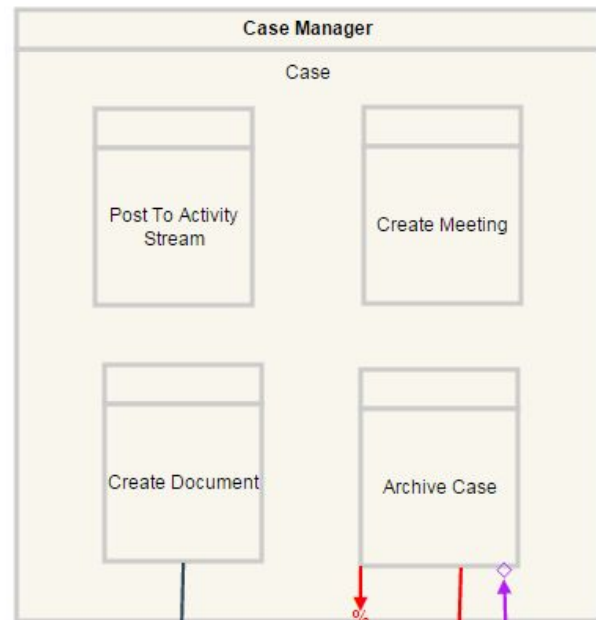 Case Manager
Case
Post To Activity
Stream
Create Meeting
Create Document
Archive Case
%